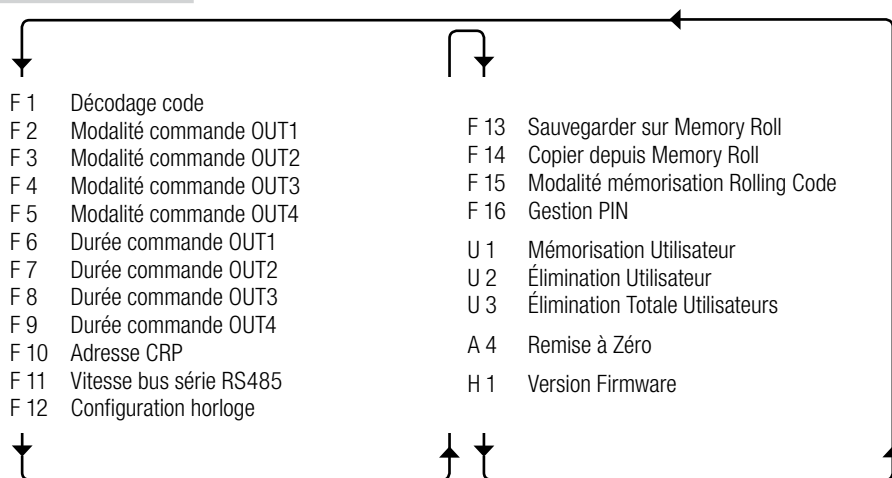 F 1 Décodage code
F 2 Modalité commande OUT1
F 3 Modalité commande OUT2
F 4 Modalité commande OUT3
F 5 Modalité commande OUT4
F 6 Durée commande OUT1
F 7 Durée commande OUT2
F 8 Durée commande OUT3
F 9 Durée commande OUT4
F 10 Adresse CRP
F 11 Vitesse bus série RS485
F 12 Configuration horloge
F 13 Sauvegarder sur Memory Roll
F 14 Copier depuis Memory Roll
F 15 Modalité mémorisation Rolling Code
F 16 Gestion PIN
U 1 Mémorisation Utilisateur
U 2 Élimination Utilisateur
U 3 Élimination Totale Utilisateurs
A 4 Remise à Zéro
H 1 Version Firmware